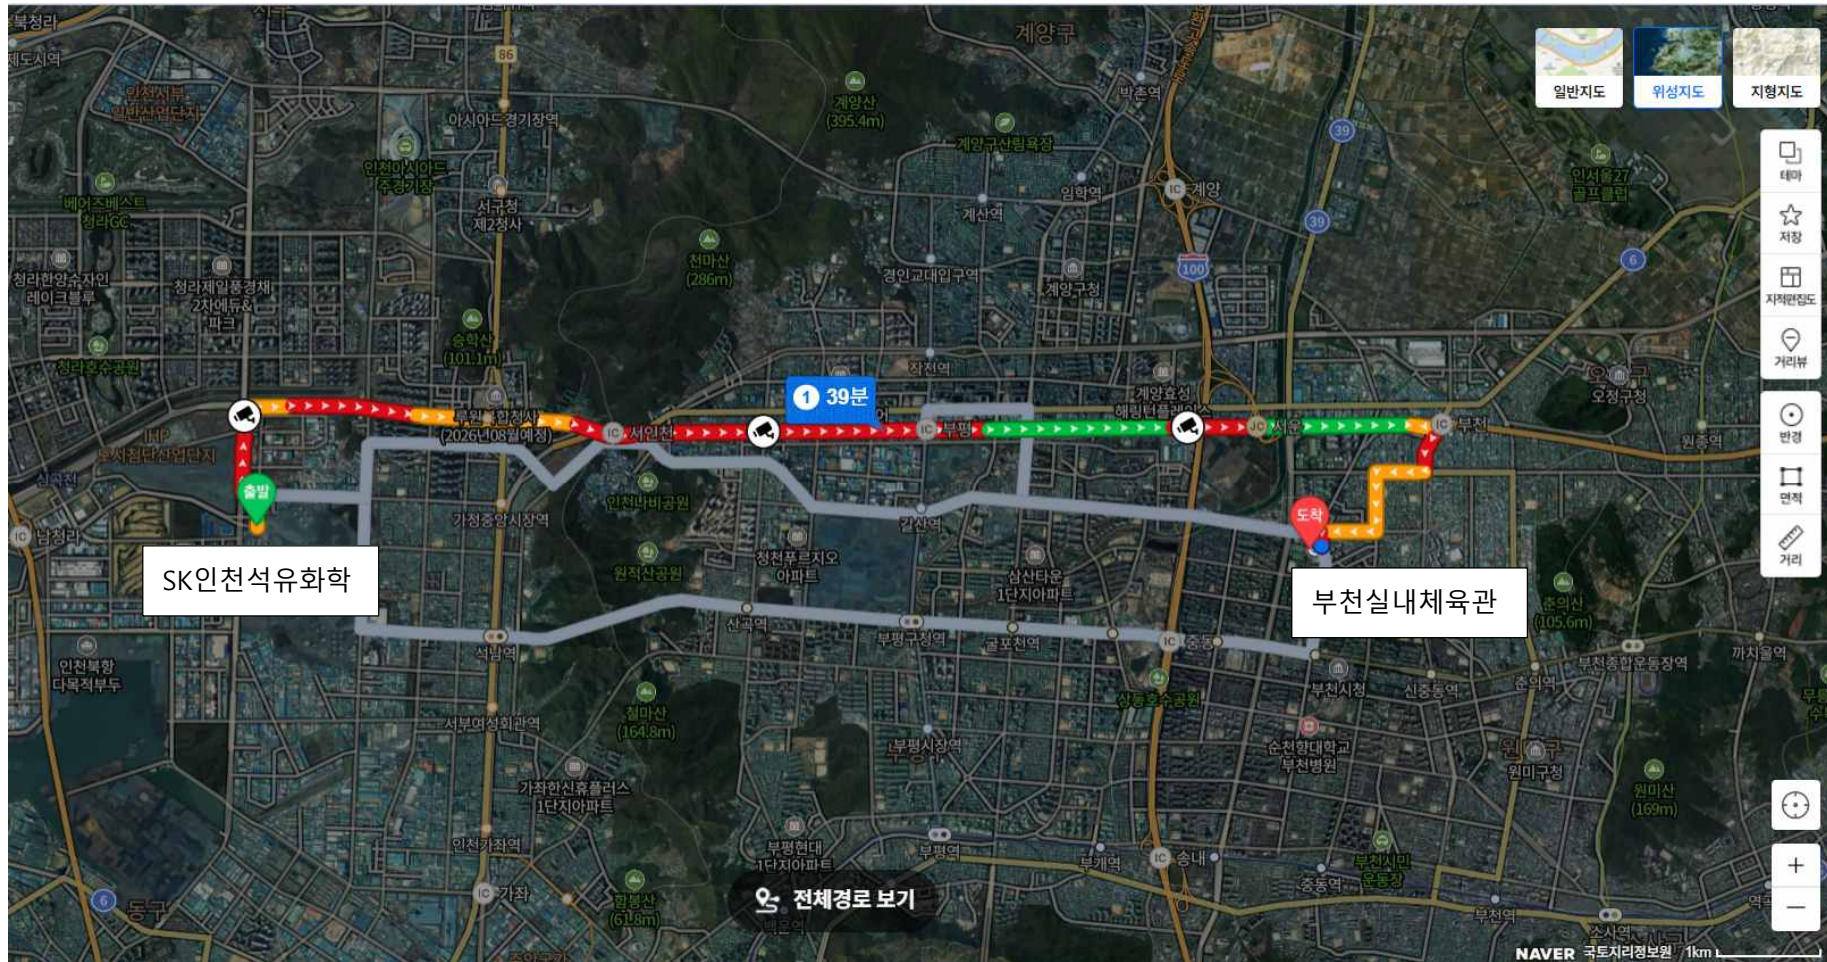 북청라
계양구
일반지도
위성지도
지형지도
86
박촌역
인천서부
일반산업단지
아시아드경기장역
계양산
(395.4m)
39
계양구산림욕장
인천아시아드
주경기장
인서울27
골프클럽
테마
베어즈베스트
청라GC
서구청
제2청사
임학역
IC 계양
계산역
39
저장
천마산
(286m)
경인교대입구역
100
계양구청
6
청라한양수자인
레이크블루
청라제일풍경채
2차에듀&
파크
지적편집도
승학산
(101.1m)
청라호수공원
작전역
거리뷰
계양효성
해링턴플레이스
오정구청
1 39분
루원복합청사
(2026년08월예정)
IC 서인천
IC 부평
JC 서운
IC 부천
원종역
반경
IHP
도시첨단산업단지
출발
인천나비공원
가정중앙시장역
갈산역
도착
면적
IC 남청라
SK인천석유화학
원적산공원
청천푸르지오
아파트
삼산타운
1단지아파트
거리
부천실내체육관
춘의산
(105.6m)
산곡역
부평구청역
굴포천역
IC 중동
석남역
인천북항
다목적부두
까치울역
부천종합운동장역
부천시청
신중동역
춘의역
상동호수공원
철마산
(164.8m)
서부여성회관역
부평시장역
순천향대학교
부천병원
원미구청
가좌한신휴플러스
1단지아파트
원미산
(169m)
인천가좌역
부평현대
1단지아파트
부평역
부개역
IC 송내
부천시민
운동장
중동역
IC 가좌
함봉산
(61.8m)
전체경로 보기
6
동구
부천역
소사역
백운역
NAVER 국토지리정보원 1km